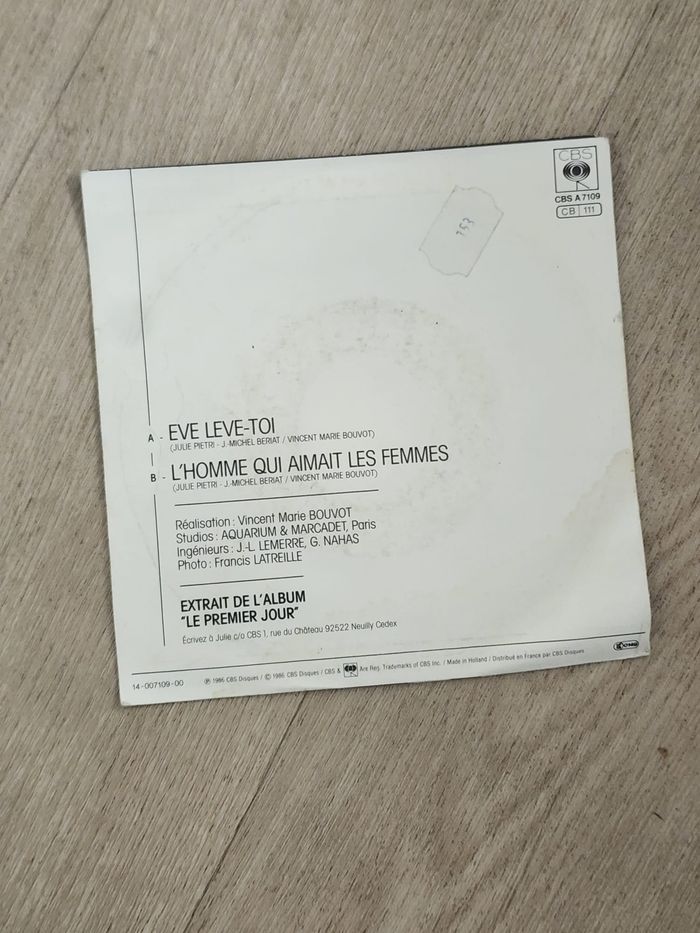 CBS
CBS A 7109
CB 111
753
A - EVE LEVE-TOI
(JULIE PIETRI - J.-MICHEL BERIAT / VINCENT MARIE BOUVOT)
B - L'HOMME QUI AIMAIT LES FEMMES
(JULIE PIETRI - J.-MICHEL BERIAT / VINCENT MARIE BOUVOT)
Réalisation : Vincent Marie BOUVOT
Studios : AQUARIUM & MARCADET, Paris
Ingénieurs : J.-L. LEMERRE, G. NAHAS
Photo : Francis LATREILLE
EXTRAIT DE L'ALBUM
"LE PREMIER JOUR"
Écrivez à Julie c/o CBS 1, rue du Château 92522 Neuilly Cedex
14-007109-00 ℗ 1986 CBS Disques / © 1986 CBS Disques / CBS & Are Reg. Trademarks of CBS Inc. / Made in Holland / Distribué en France par CBS Disques